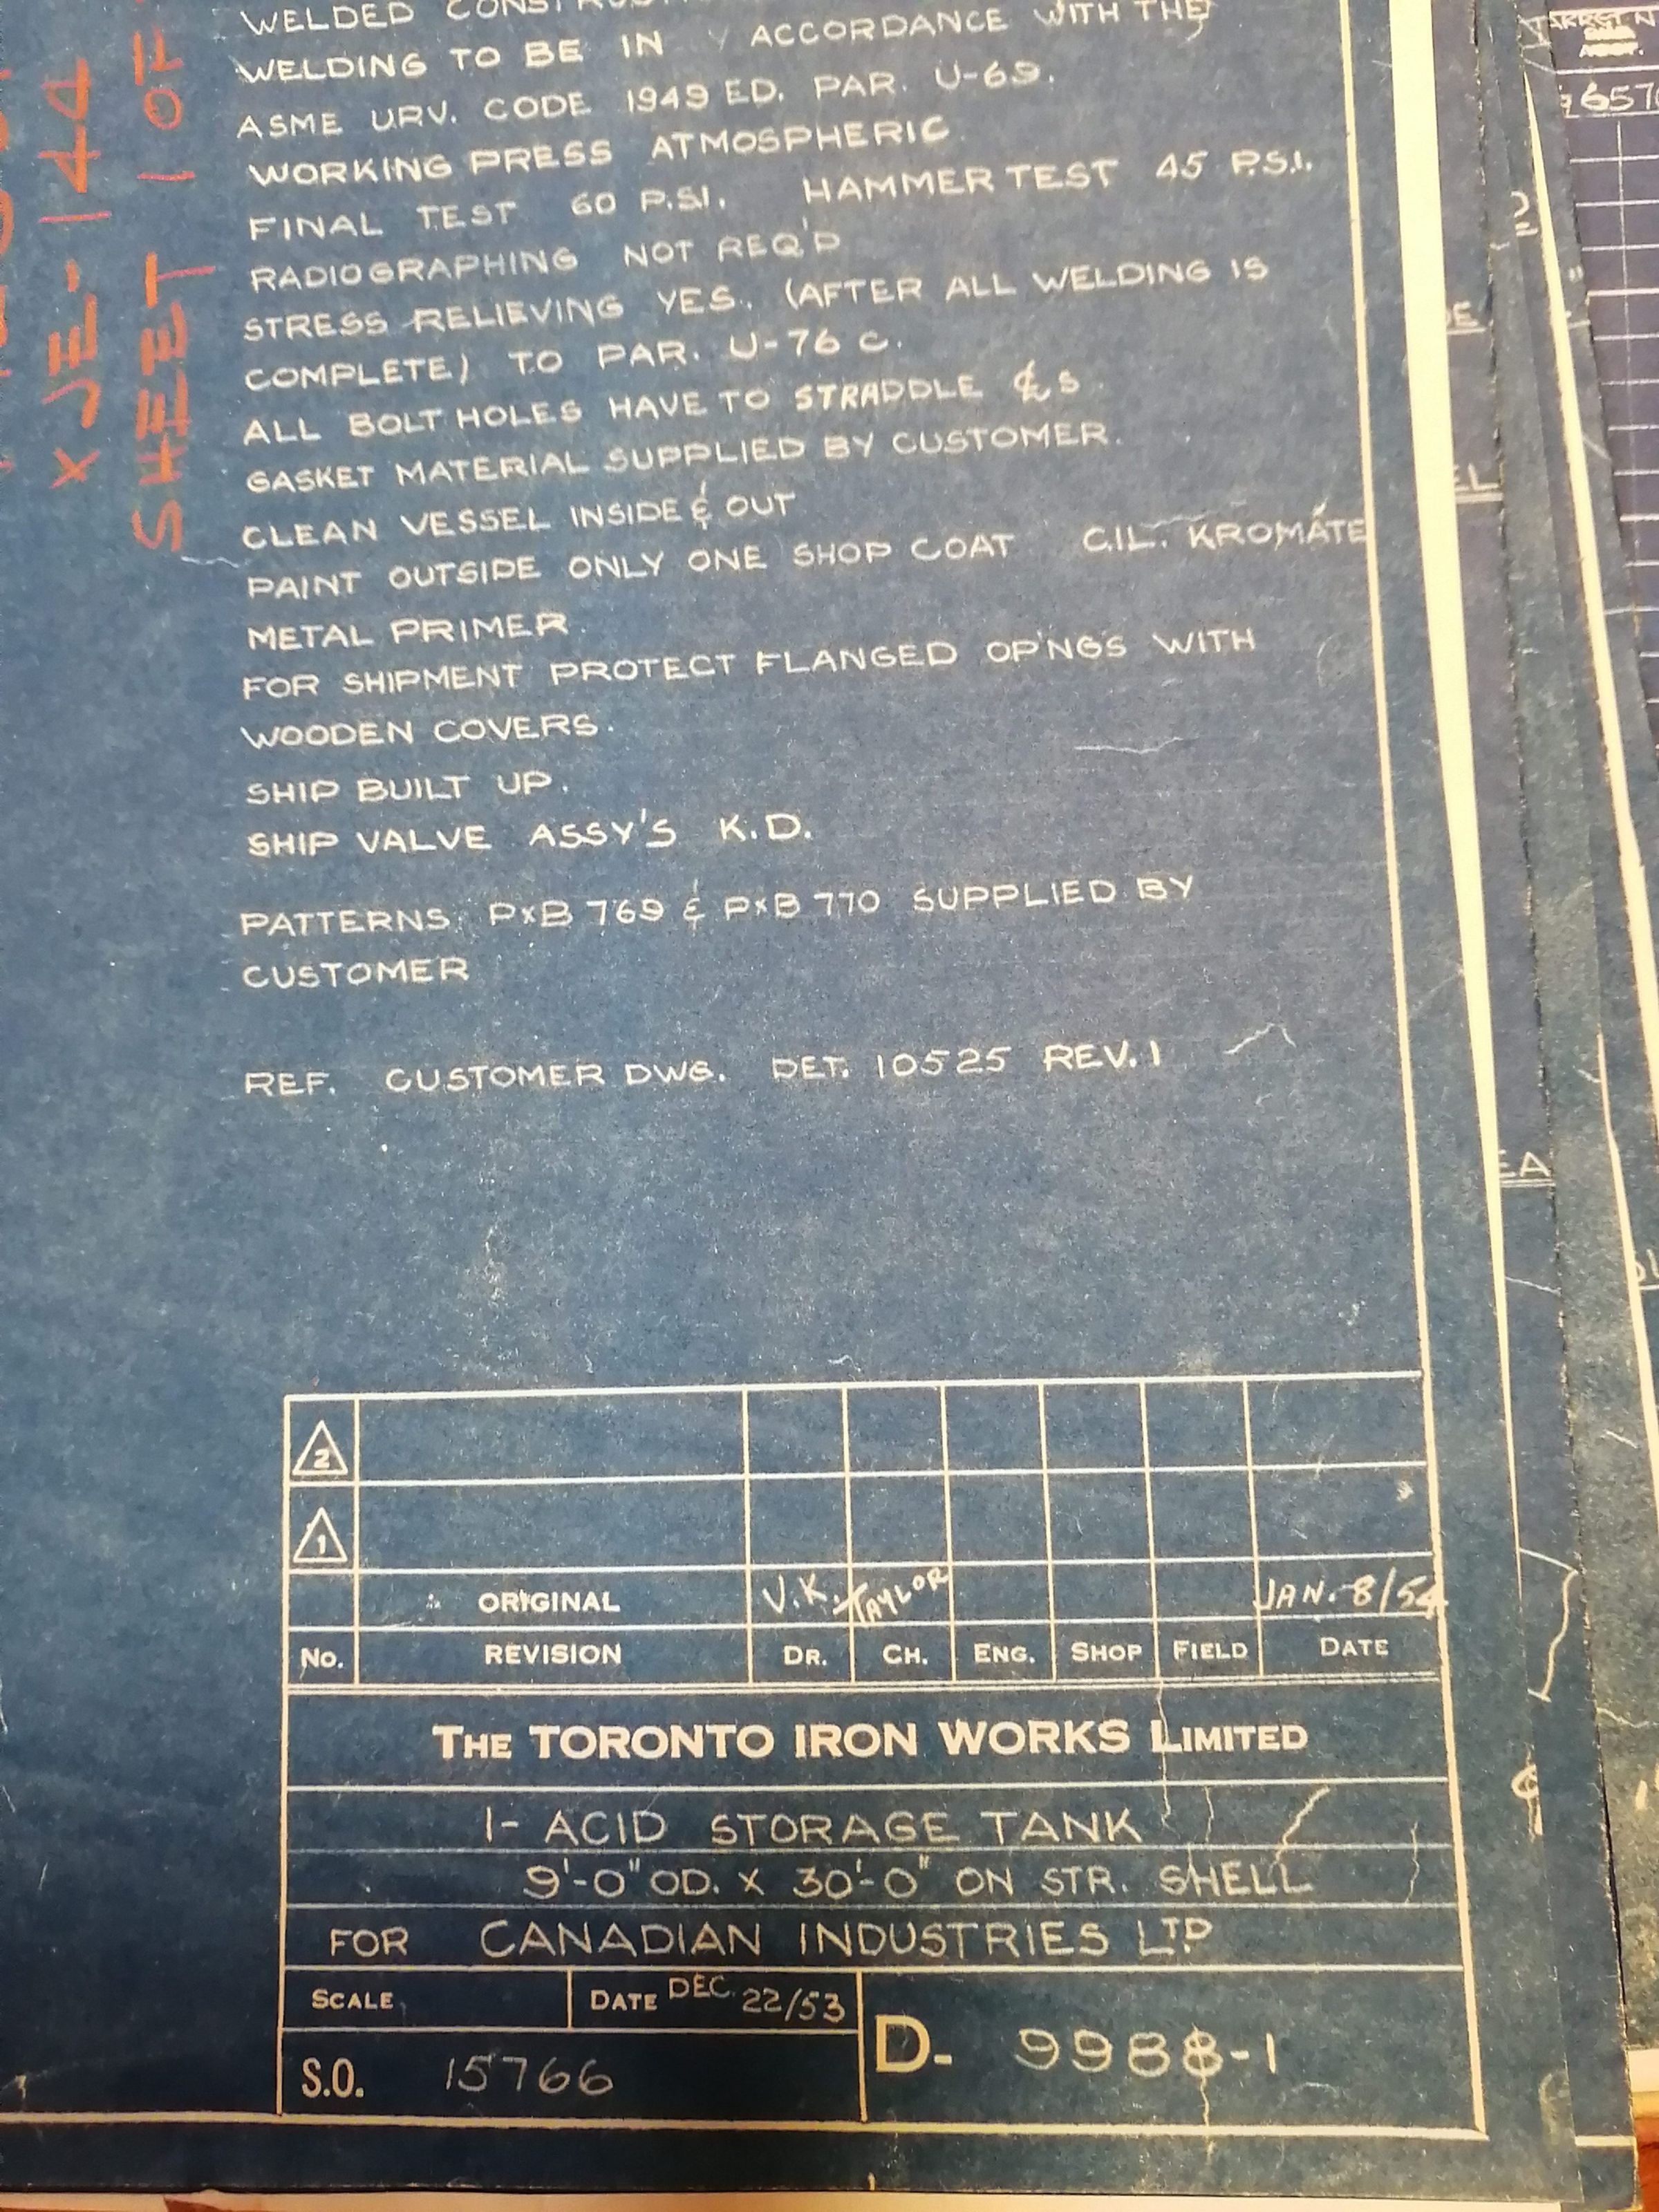 WELDED
WELDING TO BE IN ACCORDANCE WITH THE
ASME URV. CODE 1949 ED. PAR. U-69.
WORKING PRESS ATMOSPHERIC
FINAL TEST 60 P.S.I. HAMMER TEST 45 P.S.I.
RADIOGRAPHING NOT REQ'D
STRESS RELIEVING YES. (AFTER ALL WELDING IS
COMPLETE) TO PAR. U-76 C.
ALL BOLT HOLES HAVE TO STRADDLE ℄s
GASKET MATERIAL SUPPLIED BY CUSTOMER.
CLEAN VESSEL INSIDE & OUT
PAINT OUTSIDE ONLY ONE SHOP COAT C.I.L. KROMATE
METAL PRIMER.
FOR SHIPMENT PROTECT FLANGED OP'NGS WITH
WOODEN COVERS.
SHIP BUILT UP.
SHIP VALVE ASSY'S K.D.
PATTERNS PxB 769 & PxB 770 SUPPLIED BY
CUSTOMER
REF. CUSTOMER DWG. DET. 10525 REV. 1
XJE-144
SHEET 1 OF
2
1
ORIGINAL V.K. TAYLOR JAN. 8/54
No. REVISION DR. CH. ENG. SHOP FIELD DATE
THE TORONTO IRON WORKS LIMITED
1- ACID STORAGE TANK
9'-0" OD. X 30'-0" ON STR. SHELL
FOR CANADIAN INDUSTRIES LTD
SCALE DATE DEC. 22/53
S.O. 15766
D- 9988-1